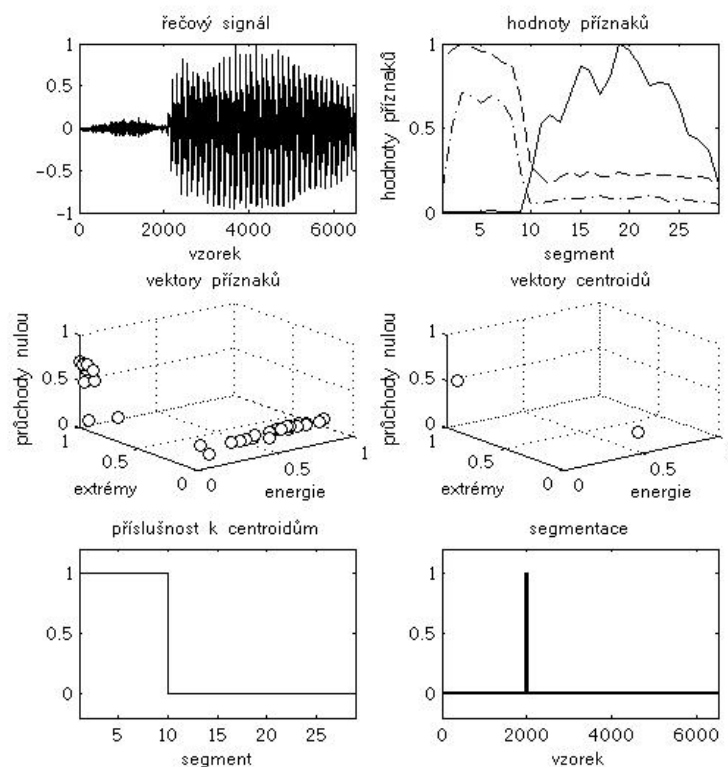 řečový signál
1
0.5
0
-0.5
-1
0 2000 4000 6000
vzorek
hodnoty příznaků
hodnoty příznaků
1
0.5
0
5 10 15 20 25
segment
vektory příznaků
průchody nulou
1
0.5
0
1
0.5
0
extrémy
0
0.5
1
energie
vektory centroidů
průchody nulou
1
0.5
0
1
0.5
0
extrémy
0
0.5
1
energie
příslušnost k centroidům
1
0.5
0
5 10 15 20 25
segment
segmentace
1
0.5
0
0 2000 4000 6000
vzorek